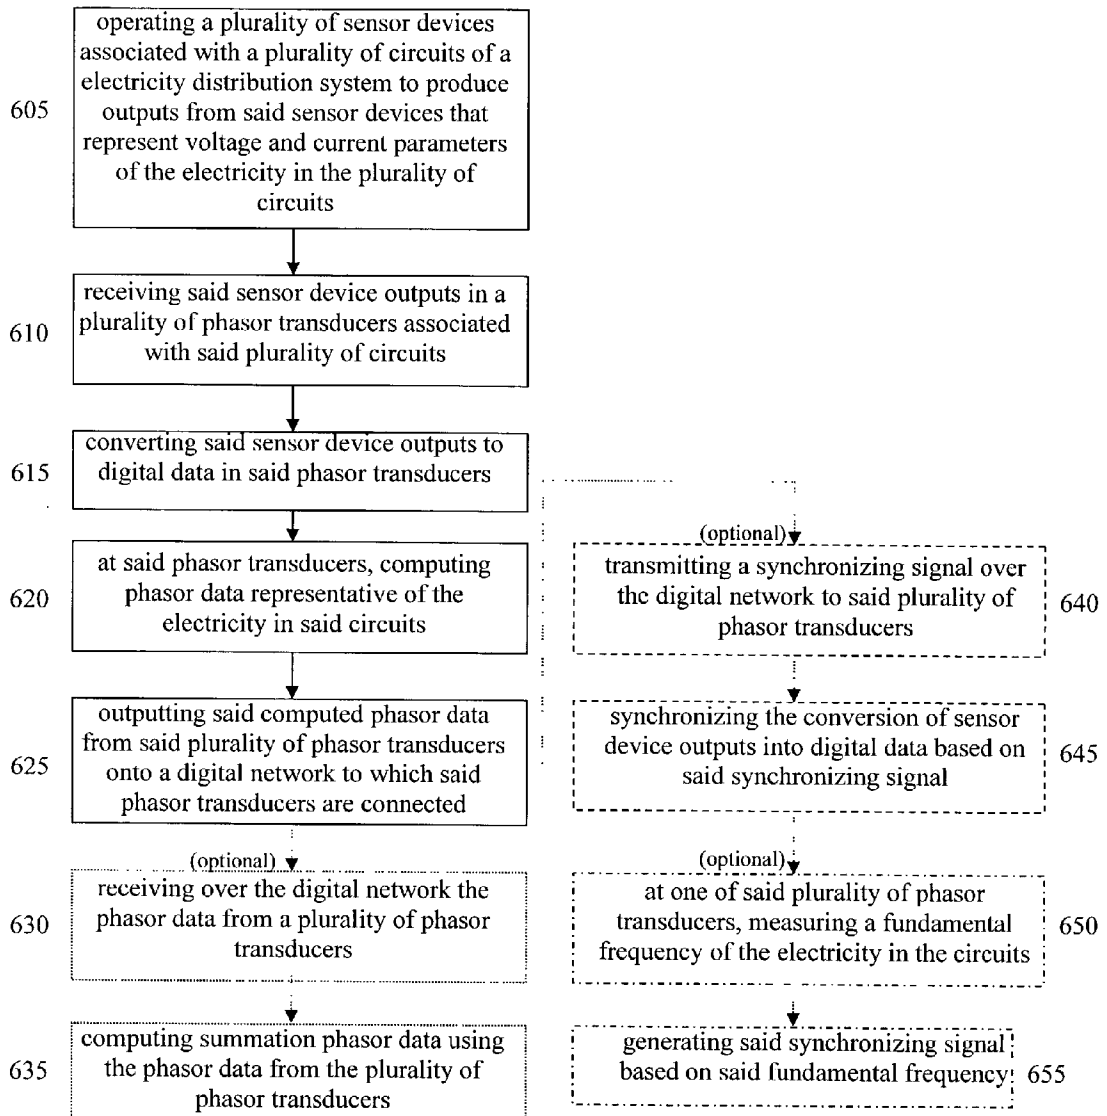 operating a plurality of sensor devices
associated with a plurality of circuits of a
electricity distribution system to produce
outputs from said sensor devices that
represent voltage and current parameters
of the electricity in the plurality of
circuits
605
receiving said sensor device outputs in a
plurality of phasor transducers associated
with said plurality of circuits
610
converting said sensor device outputs to
digital data in said phasor transducers
615
at said phasor transducers, computing
phasor data representative of the
electricity in said circuits
620
outputting said computed phasor data
from said plurality of phasor transducers
onto a digital network to which said
phasor transducers are connected
625
(optional)
receiving over the digital network the
phasor data from a plurality of phasor
transducers
630
computing summation phasor data using
the phasor data from the plurality of
phasor transducers
635
(optional)
transmitting a synchronizing signal over
the digital network to said plurality of
phasor transducers
640
synchronizing the conversion of sensor
device outputs into digital data based on
said synchronizing signal
645
(optional)
at one of said plurality of phasor
transducers, measuring a fundamental
frequency of the electricity in the circuits
650
generating said synchronizing signal
based on said fundamental frequency
655